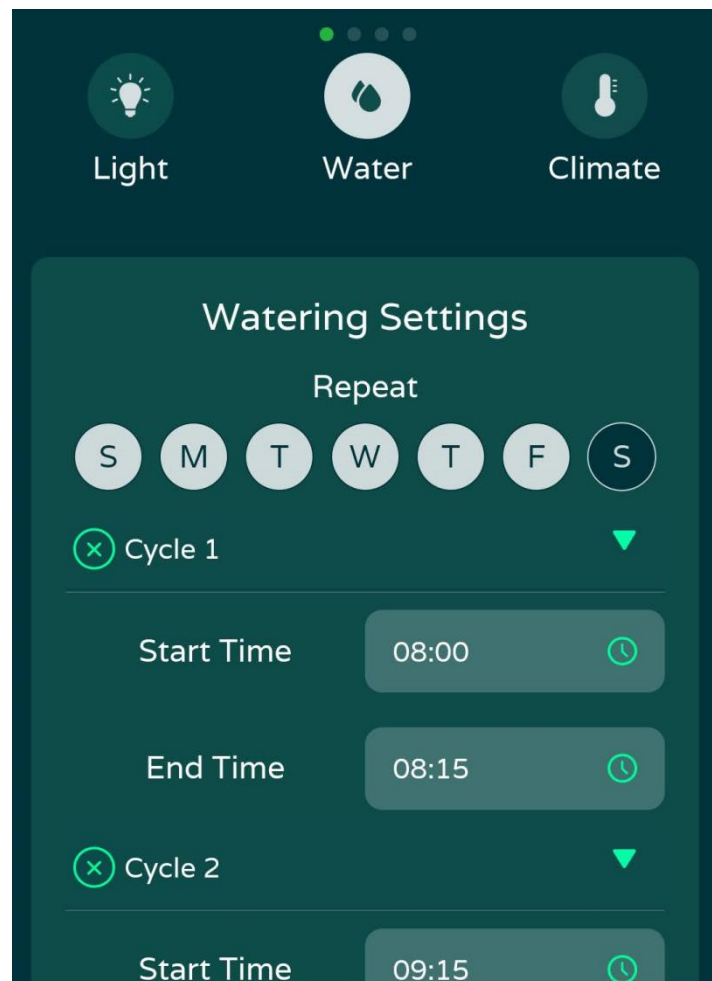 Light Water Climate
Watering Settings
Repeat
S M T W T F S
Cycle 1
Start Time 08:00
End Time 08:15
Cycle 2
Start Time 09:15